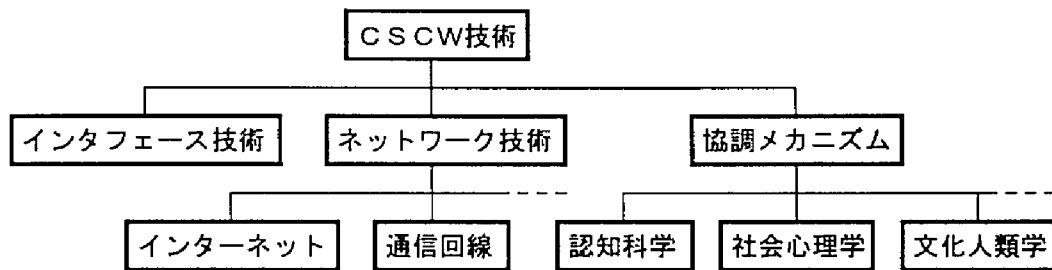 CSCW技術
インタフェース技術
ネットワーク技術
協調メカニズム
インターネット
通信回線
認知科学
社会心理学
文化人類学